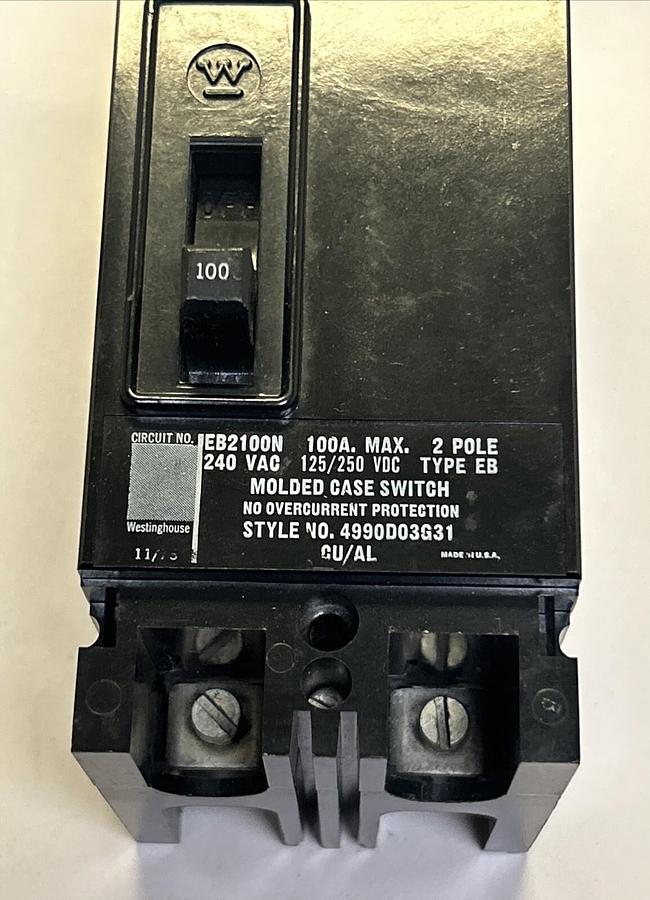 W
OFF
100
CIRCUIT NO.
EB2100N 100A. MAX. 2 POLE
240 VAC 125/250 VDC TYPE EB
MOLDED CASE SWITCH
NO OVERCURRENT PROTECTION
STYLE NO. 4990D03G31
CU/AL
Westinghouse
MADE IN U.S.A.